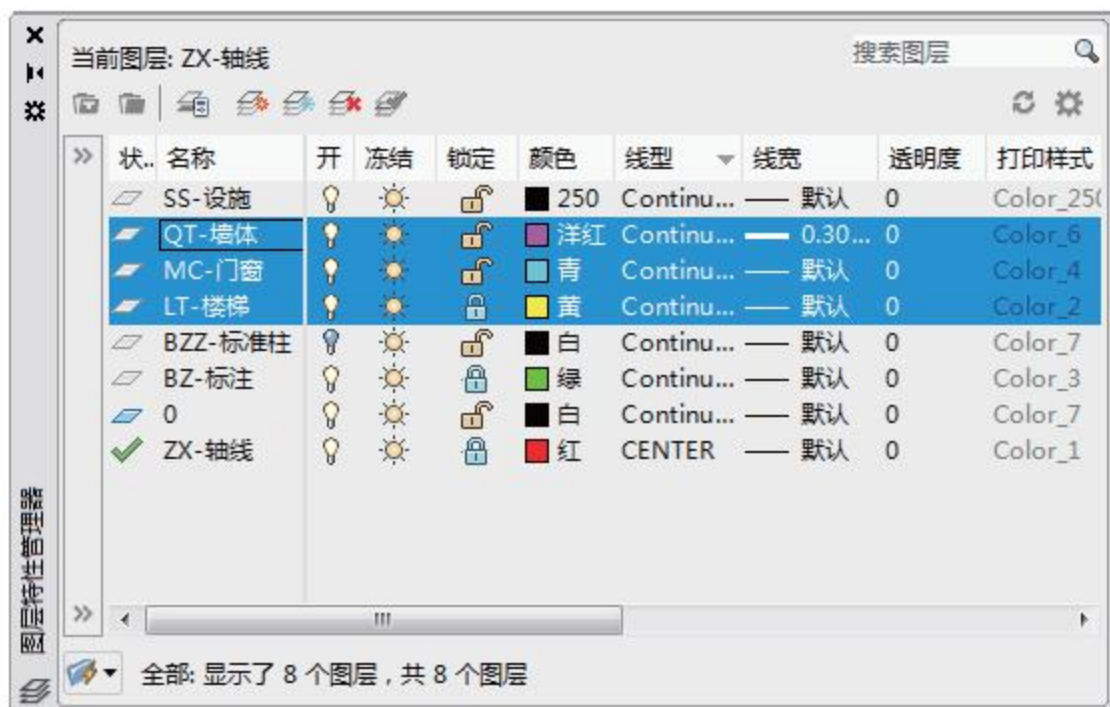 当前图层: ZX-轴线
搜索图层
状.. 名称 开 冻结 锁定 颜色 线型 线宽 透明度 打印样式
SS-设施 250 Continu... 默认 0 Color_250
QT-墙体 洋红 Continu... 0.30... 0 Color_6
MC-门窗 青 Continu... 默认 0 Color_4
LT-楼梯 黄 Continu... 默认 0 Color_2
BZZ-标准柱 白 Continu... 默认 0 Color_7
BZ-标注 绿 Continu... 默认 0 Color_3
0 白 Continu... 默认 0 Color_7
ZX-轴线 红 CENTER 默认 0 Color_1
图层特性管理器
全部: 显示了 8 个图层 , 共 8 个图层